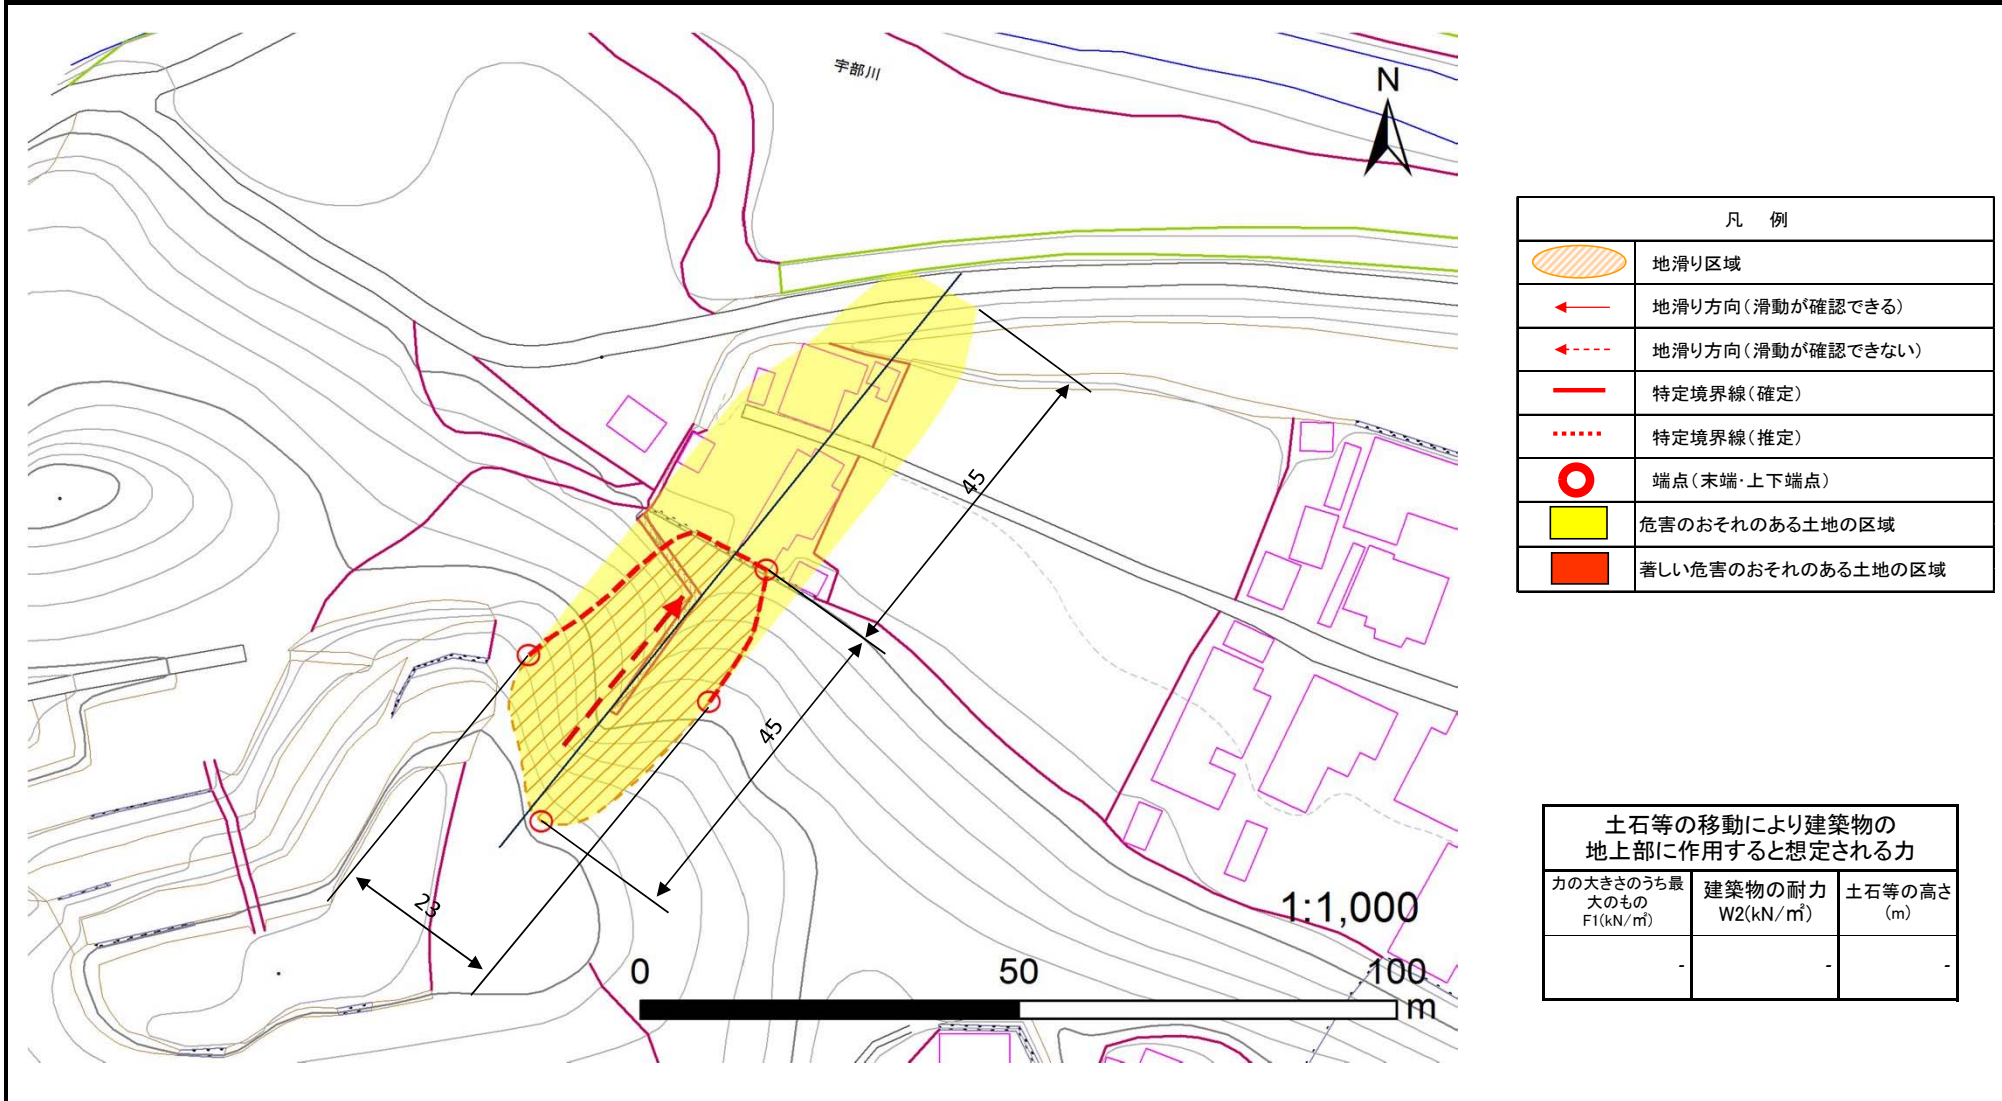 宇部川
N
45
45
23
1:1,000
0 50 100
m
凡 例
地滑り区域
地滑り方向(滑動が確認できる)
地滑り方向(滑動が確認できない)
特定境界線(確定)
特定境界線(推定)
端点(末端・上下端点)
危害のおそれのある土地の区域
著しい危害のおそれのある土地の区域
土石等の移動により建築物の
地上部に作用すると想定される力
力の大きさのうち最
大のもの
F1(kN/㎡)
建築物の耐力
W2(kN/㎡)
土石等の高さ
(m)
- - -